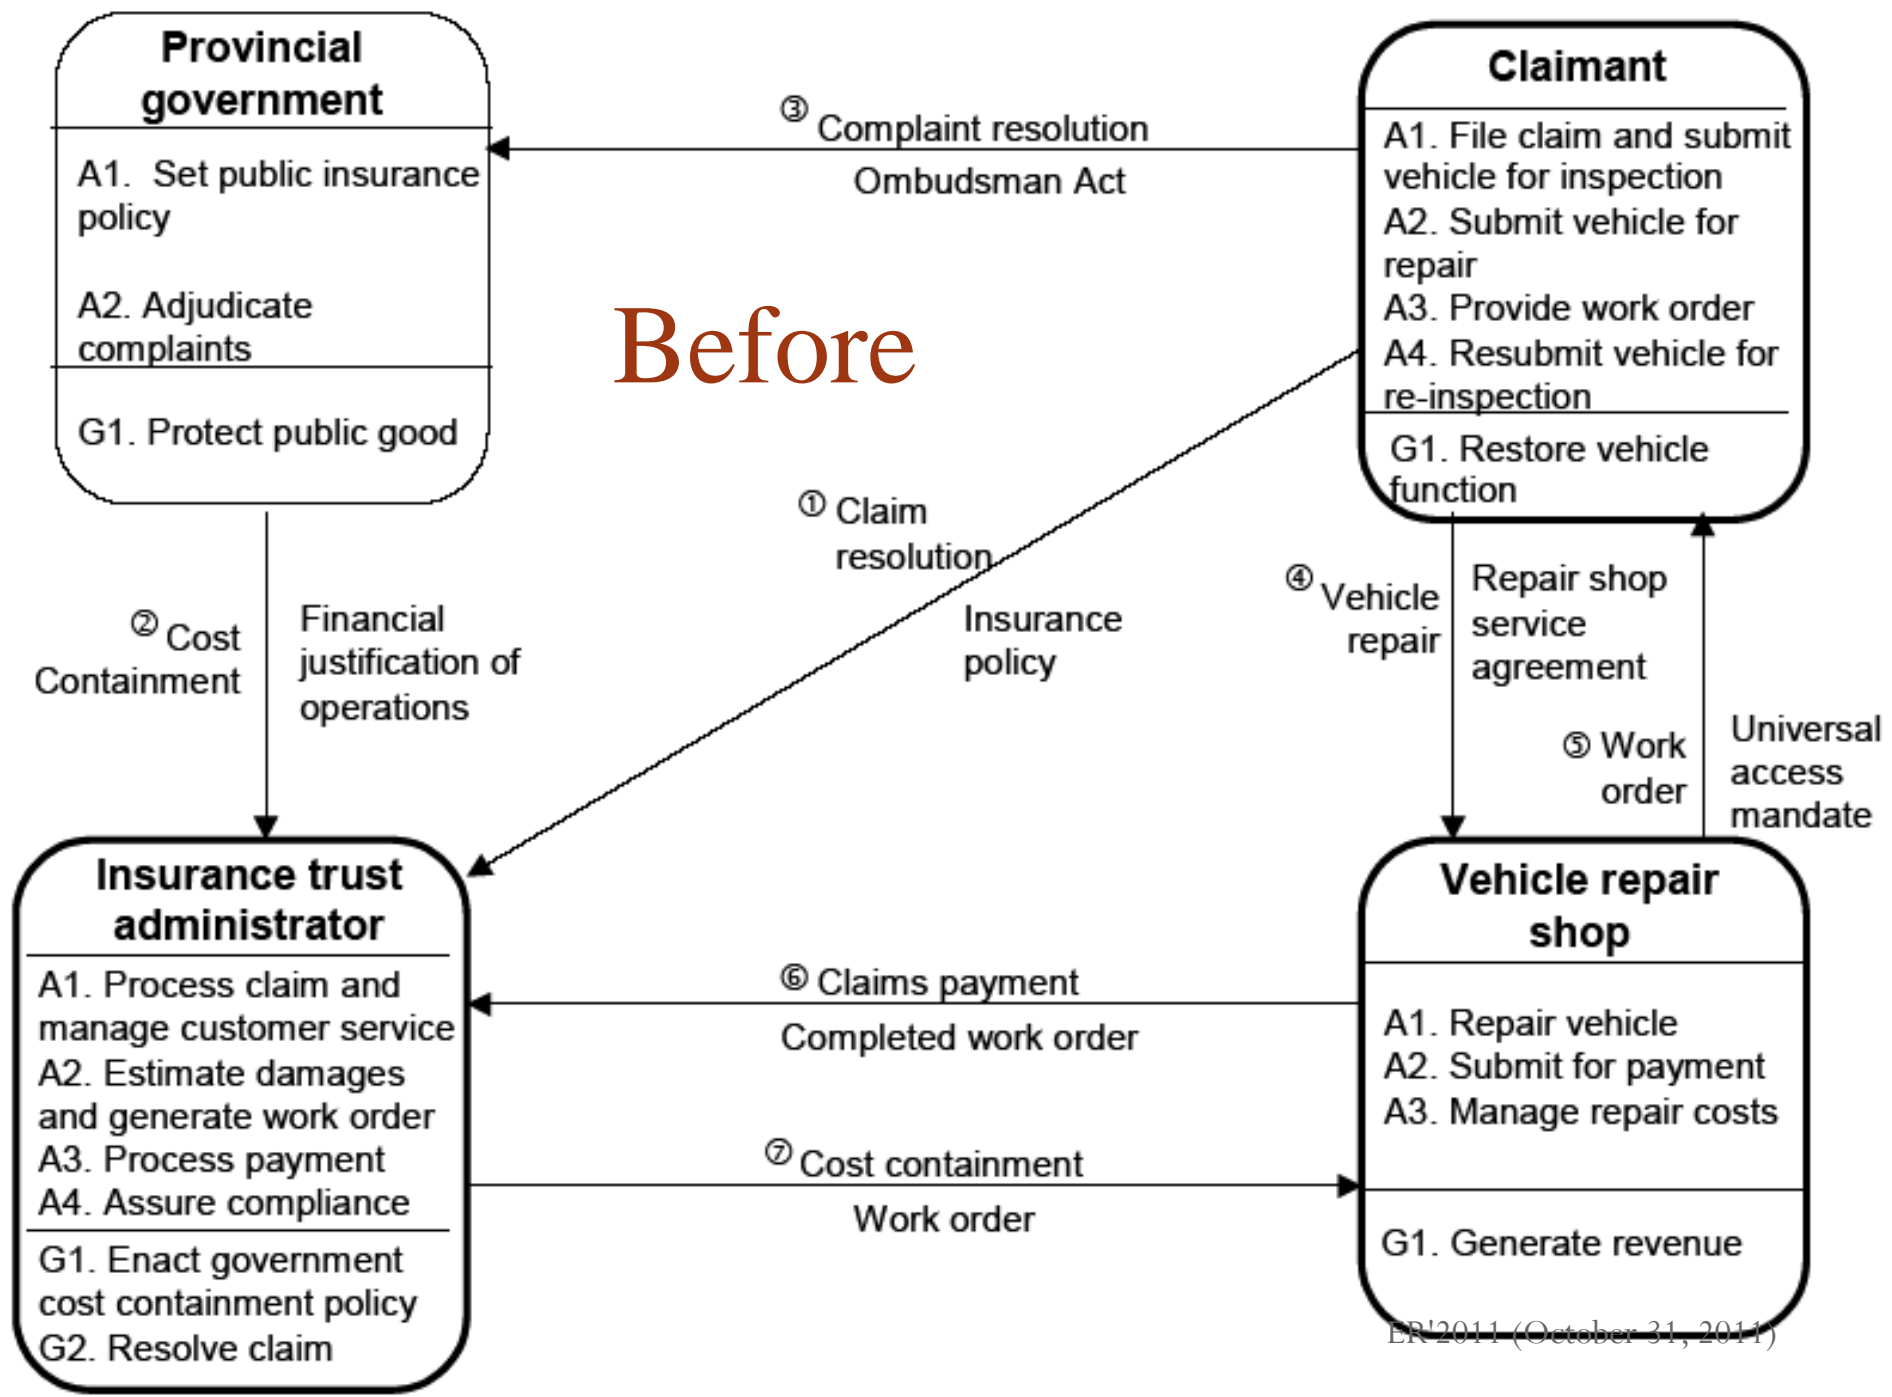 Provincial
government
A1.  Set public insurance
policy
A2. Adjudicate
complaints
G1. Protect public good
③ Complaint resolution
Ombudsman Act
Claimant
A1. File claim and submit
vehicle for inspection
A2. Submit vehicle for
repair
A3. Provide work order
A4. Resubmit vehicle for
re-inspection
G1. Restore vehicle
function
Before
① Claim
resolution
Insurance
policy
② Cost
Containment
Financial
justification of
operations
④ Vehicle
repair
Repair shop
service
agreement
⑤ Work
order
Universal
access
mandate
Insurance trust
administrator
A1. Process claim and
manage customer service
A2. Estimate damages
and generate work order
A3. Process payment
A4. Assure compliance
G1. Enact government
cost containment policy
G2. Resolve claim
⑥ Claims payment
Completed work order
⑦ Cost containment
Work order
Vehicle repair
shop
A1. Repair vehicle
A2. Submit for payment
A3. Manage repair costs
G1. Generate revenue
ER'2011 (October 31, 2011)